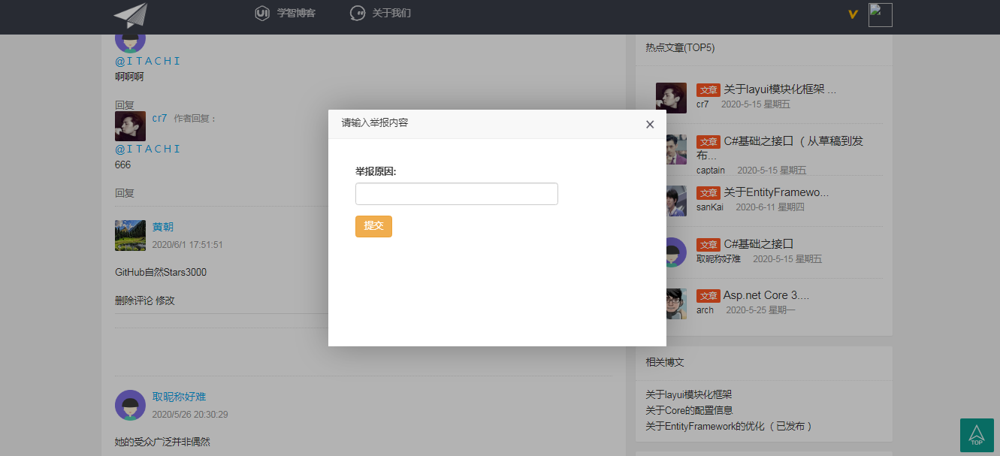 学智博客
关于我们
@ITACHI
啊啊啊
回复
cr7 作者回复：
@ITACHI
666
回复
黄朝
2020/6/1 17:51:51
GitHub自然Stars3000
删除评论 修改
取昵称好难
2020/5/26 20:30:29
她的受众广泛并非偶然
请输入举报内容
举报原因:
提交
热点文章(TOP5)
文章 关于layui模块化框架 ...
cr7 2020-5-15 星期五
文章 C#基础之接口 （从草稿到发
布...
captain 2020-5-15 星期五
文章 关于EntityFramewo...
sanKai 2020-6-11 星期四
文章 C#基础之接口
取昵称好难 2020-5-15 星期五
文章 Asp.net Core 3....
arch 2020-5-25 星期一
相关博文
关于layui模块化框架
关于Core的配置信息
关于EntityFramework的优化 （已发布）
TOP